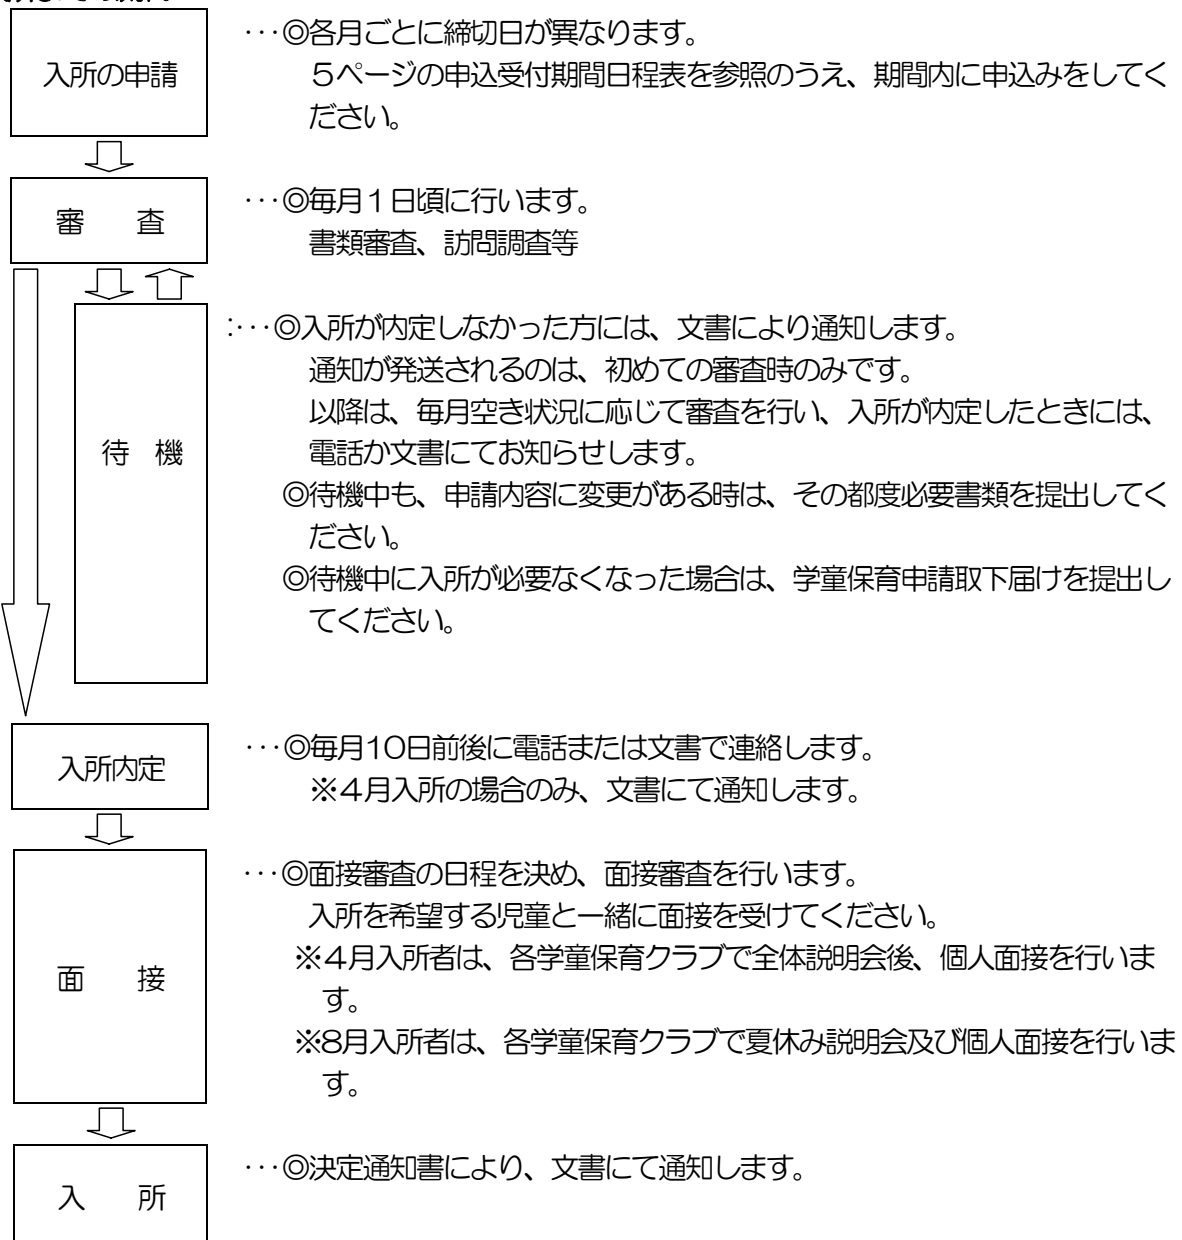 入所の申請
···◎各月ごとに締切日が異なります。
５ページの申込受付期間日程表を参照のうえ、期間内に申込みをしてく
ださい。
審　　査
···◎毎月１日頃に行います。
書類審査、訪問調査等
待　機
:···◎入所が内定しなかった方には、文書により通知します。
通知が発送されるのは、初めての審査時のみです。
以降は、毎月空き状況に応じて審査を行い、入所が内定したときには、
電話か文書にてお知らせします。
◎待機中も、申請内容に変更がある時は、その都度必要書類を提出してく
ださい。
◎待機中に入所が必要なくなった場合は、学童保育申請取下届けを提出し
てください。
入所内定
···◎毎月10日前後に電話または文書で連絡します。
※４月入所の場合のみ、文書にて通知します。
面　　接
···◎面接審査の日程を決め、面接審査を行います。
入所を希望する児童と一緒に面接を受けてください。
※４月入所者は、各学童保育クラブで全体説明会後、個人面接を行いま
す。
※8月入所者は、各学童保育クラブで夏休み説明会及び個人面接を行いま
す。
入　　所
···◎決定通知書により、文書にて通知します。